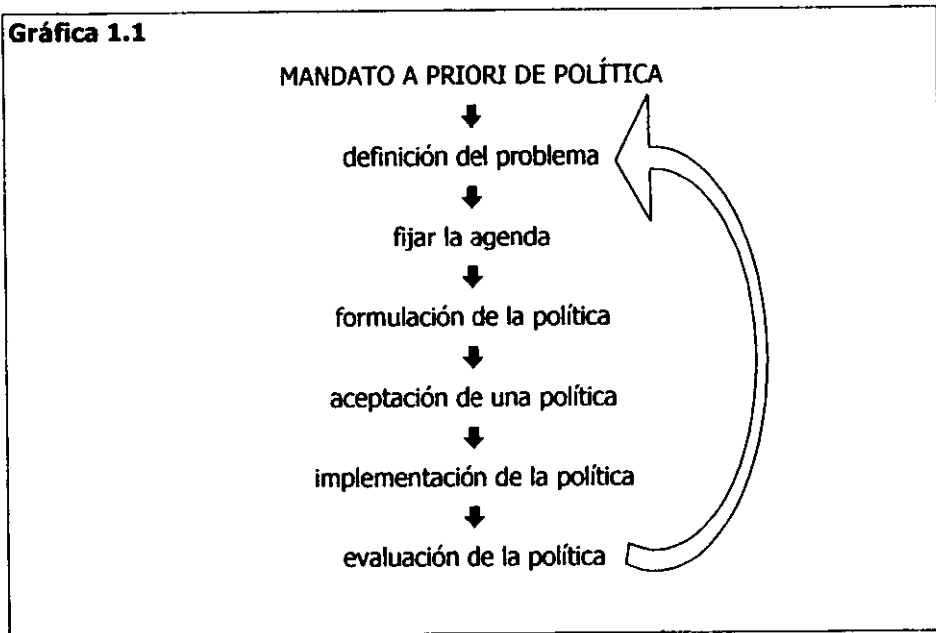 Gráfica 1.1
MANDATO A PRIORI DE POLÍTICA
definición del problema
fijar la agenda
formulación de la política
aceptación de una política
implementación de la política
evaluación de la política